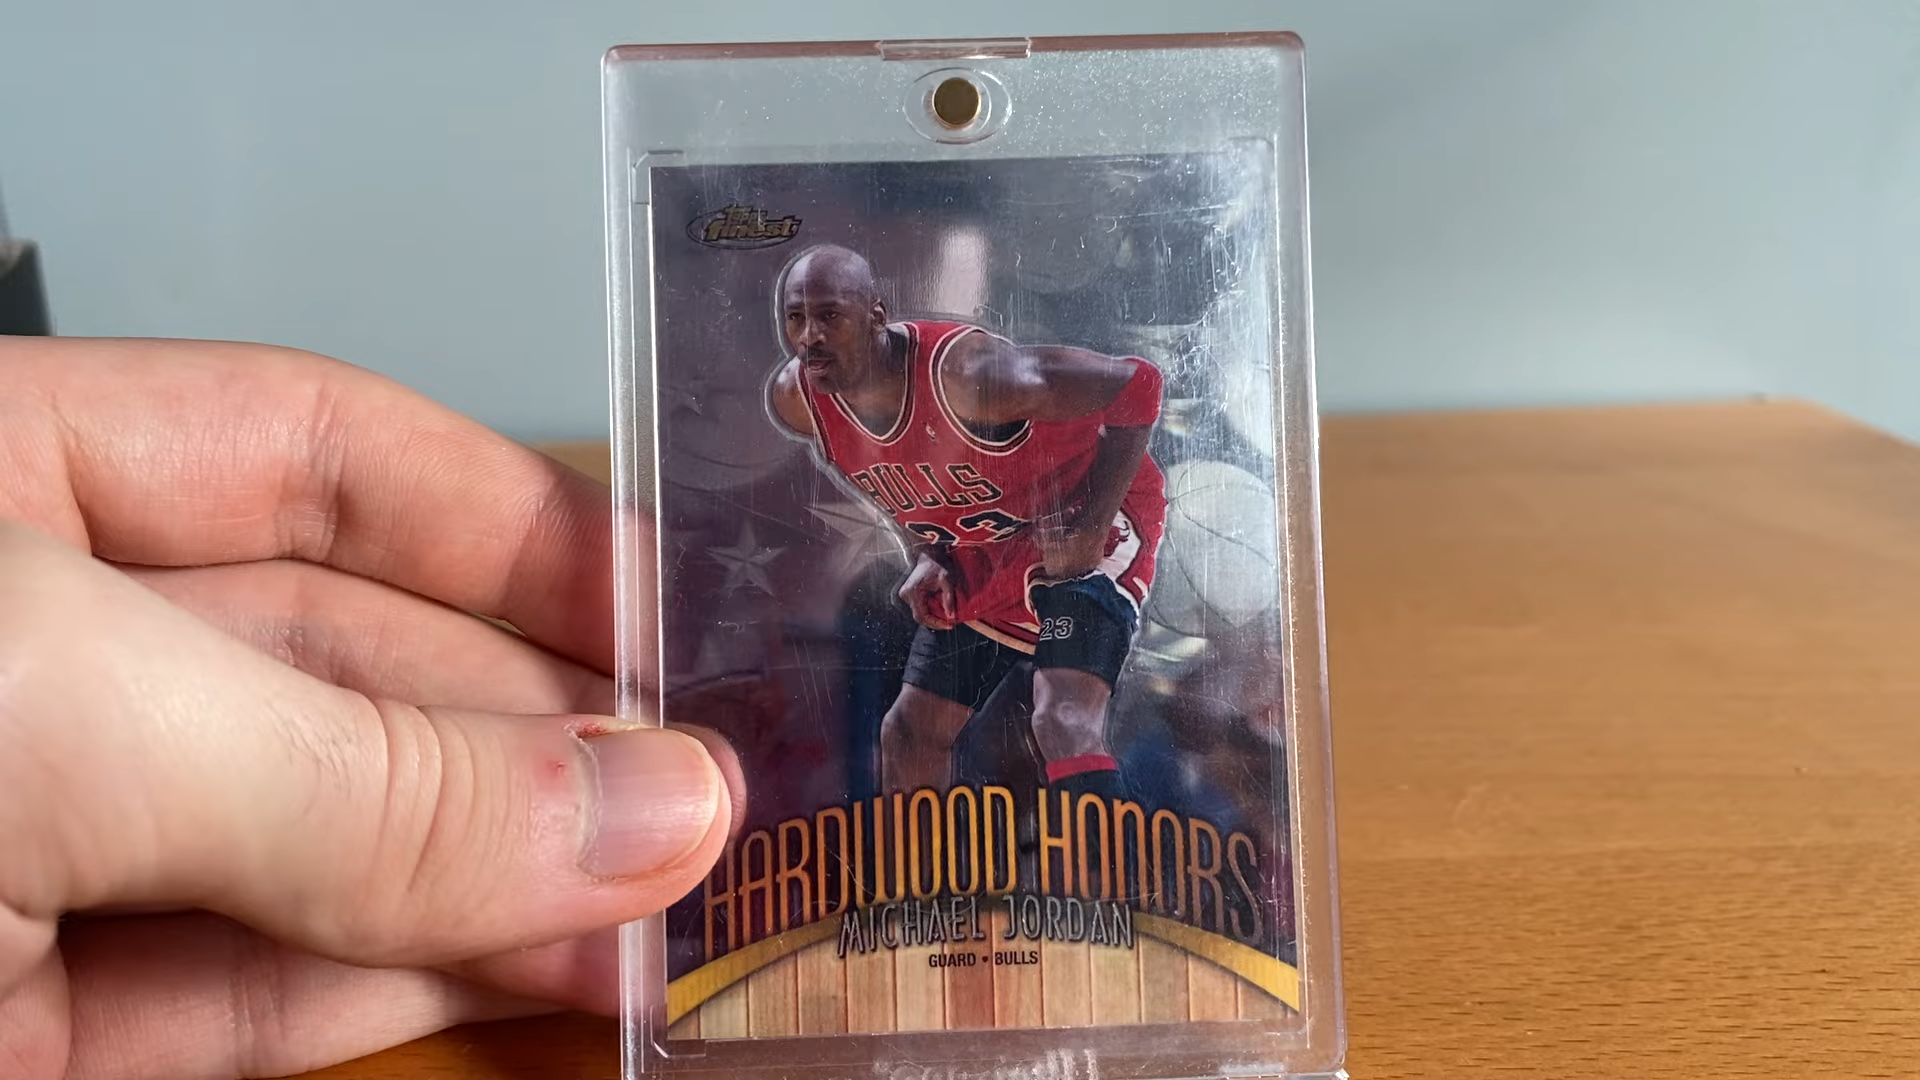 Topps
finest
BULLS
23
23
HARDWOOD HONORS
MICHAEL JORDAN
GUARD • BULLS